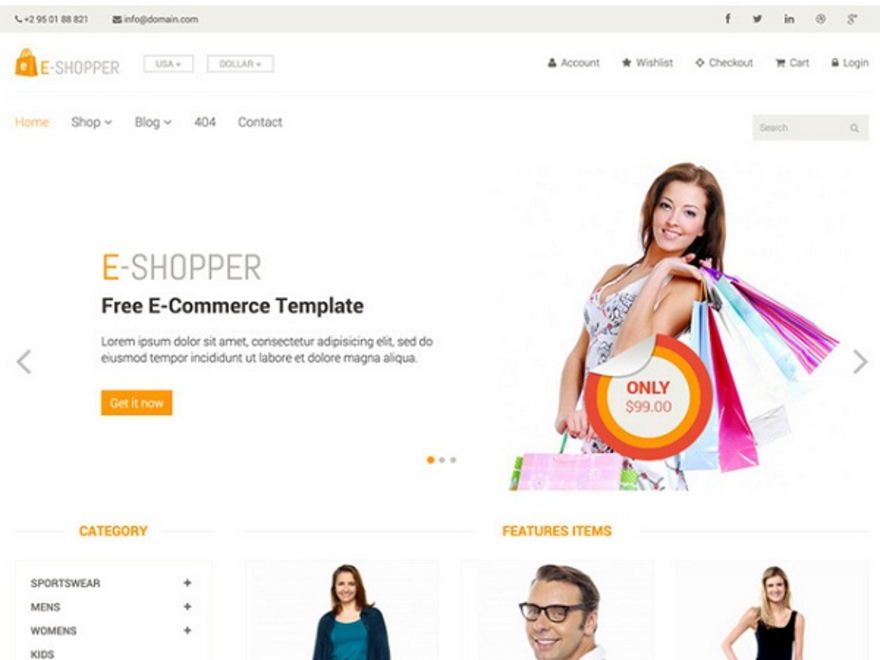 +2 95 01 88 821 info@domain.com
E-SHOPPER USA DOLLAR Account Wishlist Checkout Cart Login
Home Shop Blog 404 Contact Search
E-SHOPPER
Free E-Commerce Template
Lorem ipsum dolor sit amet, consectetur adipisicing elit, sed do
eiusmod tempor incididunt ut labore et dolore magna aliqua.
Get it now
ONLY
$99.00
CATEGORY FEATURES ITEMS
SPORTSWEAR +
MENS +
WOMENS +
KIDS